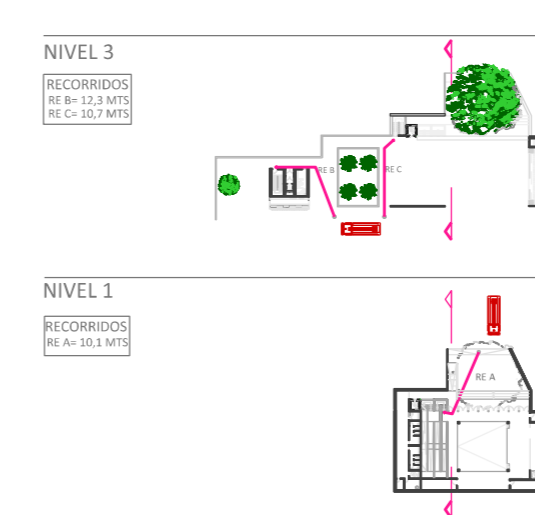 NIVEL 3
RECORRIDOS
RE B= 12,3 MTS
RE C= 10,7 MTS
RE B
RE C
NIVEL 1
RECORRIDOS
RE A= 10,1 MTS
RE A